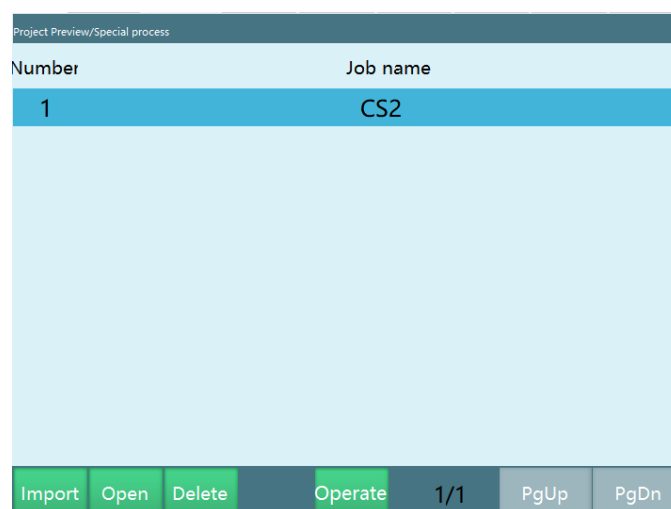 Project Preview/Special process
Number Job name
1 CS2
Import Open Delete Operate 1/1 PgUp PgDn